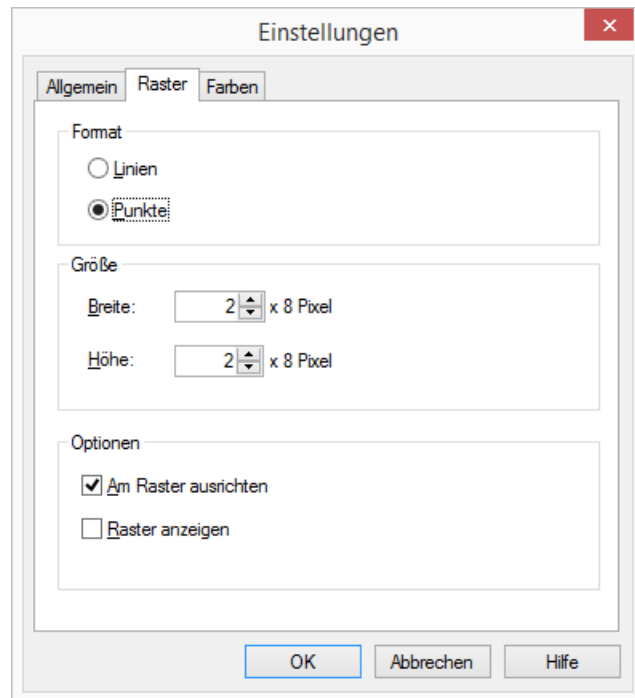 Einstellungen
Allgemein Raster Farben
Format
Linien
Punkte
Größe
Breite: 2 x 8 Pixel
Höhe: 2 x 8 Pixel
Optionen
Am Raster ausrichten
Raster anzeigen
OK Abbrechen Hilfe